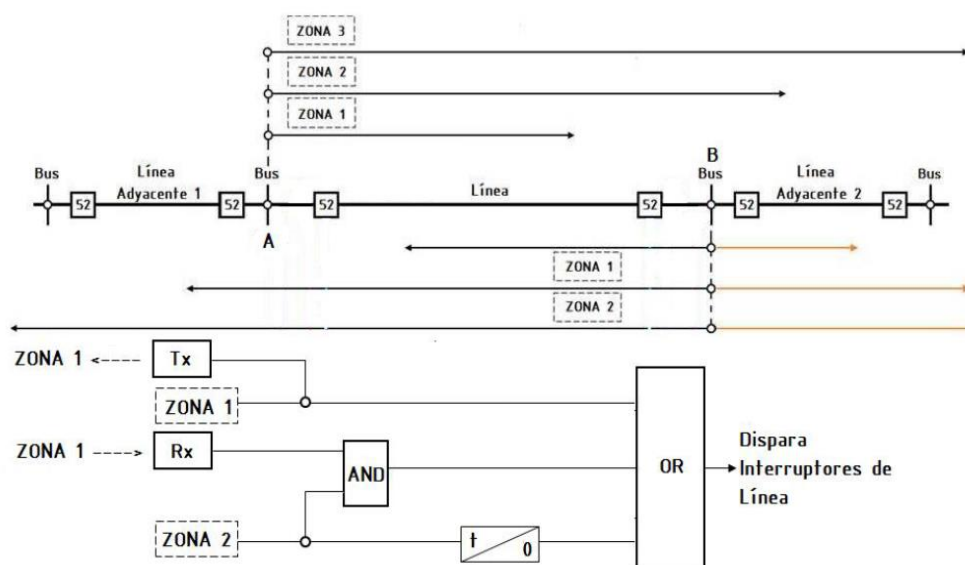 ZONA 3
ZONA 2
ZONA 1
B
Bus
Línea
Adyacente 1
Bus
Línea
Bus
Línea
Adyacente 2
Bus
52
52
52
52
52
52
A
ZONA 1
ZONA 2
ZONA 1
Tx
ZONA 1
ZONA 1
Rx
AND
OR
Dispara
Interruptores de
Línea
ZONA 2
t
0